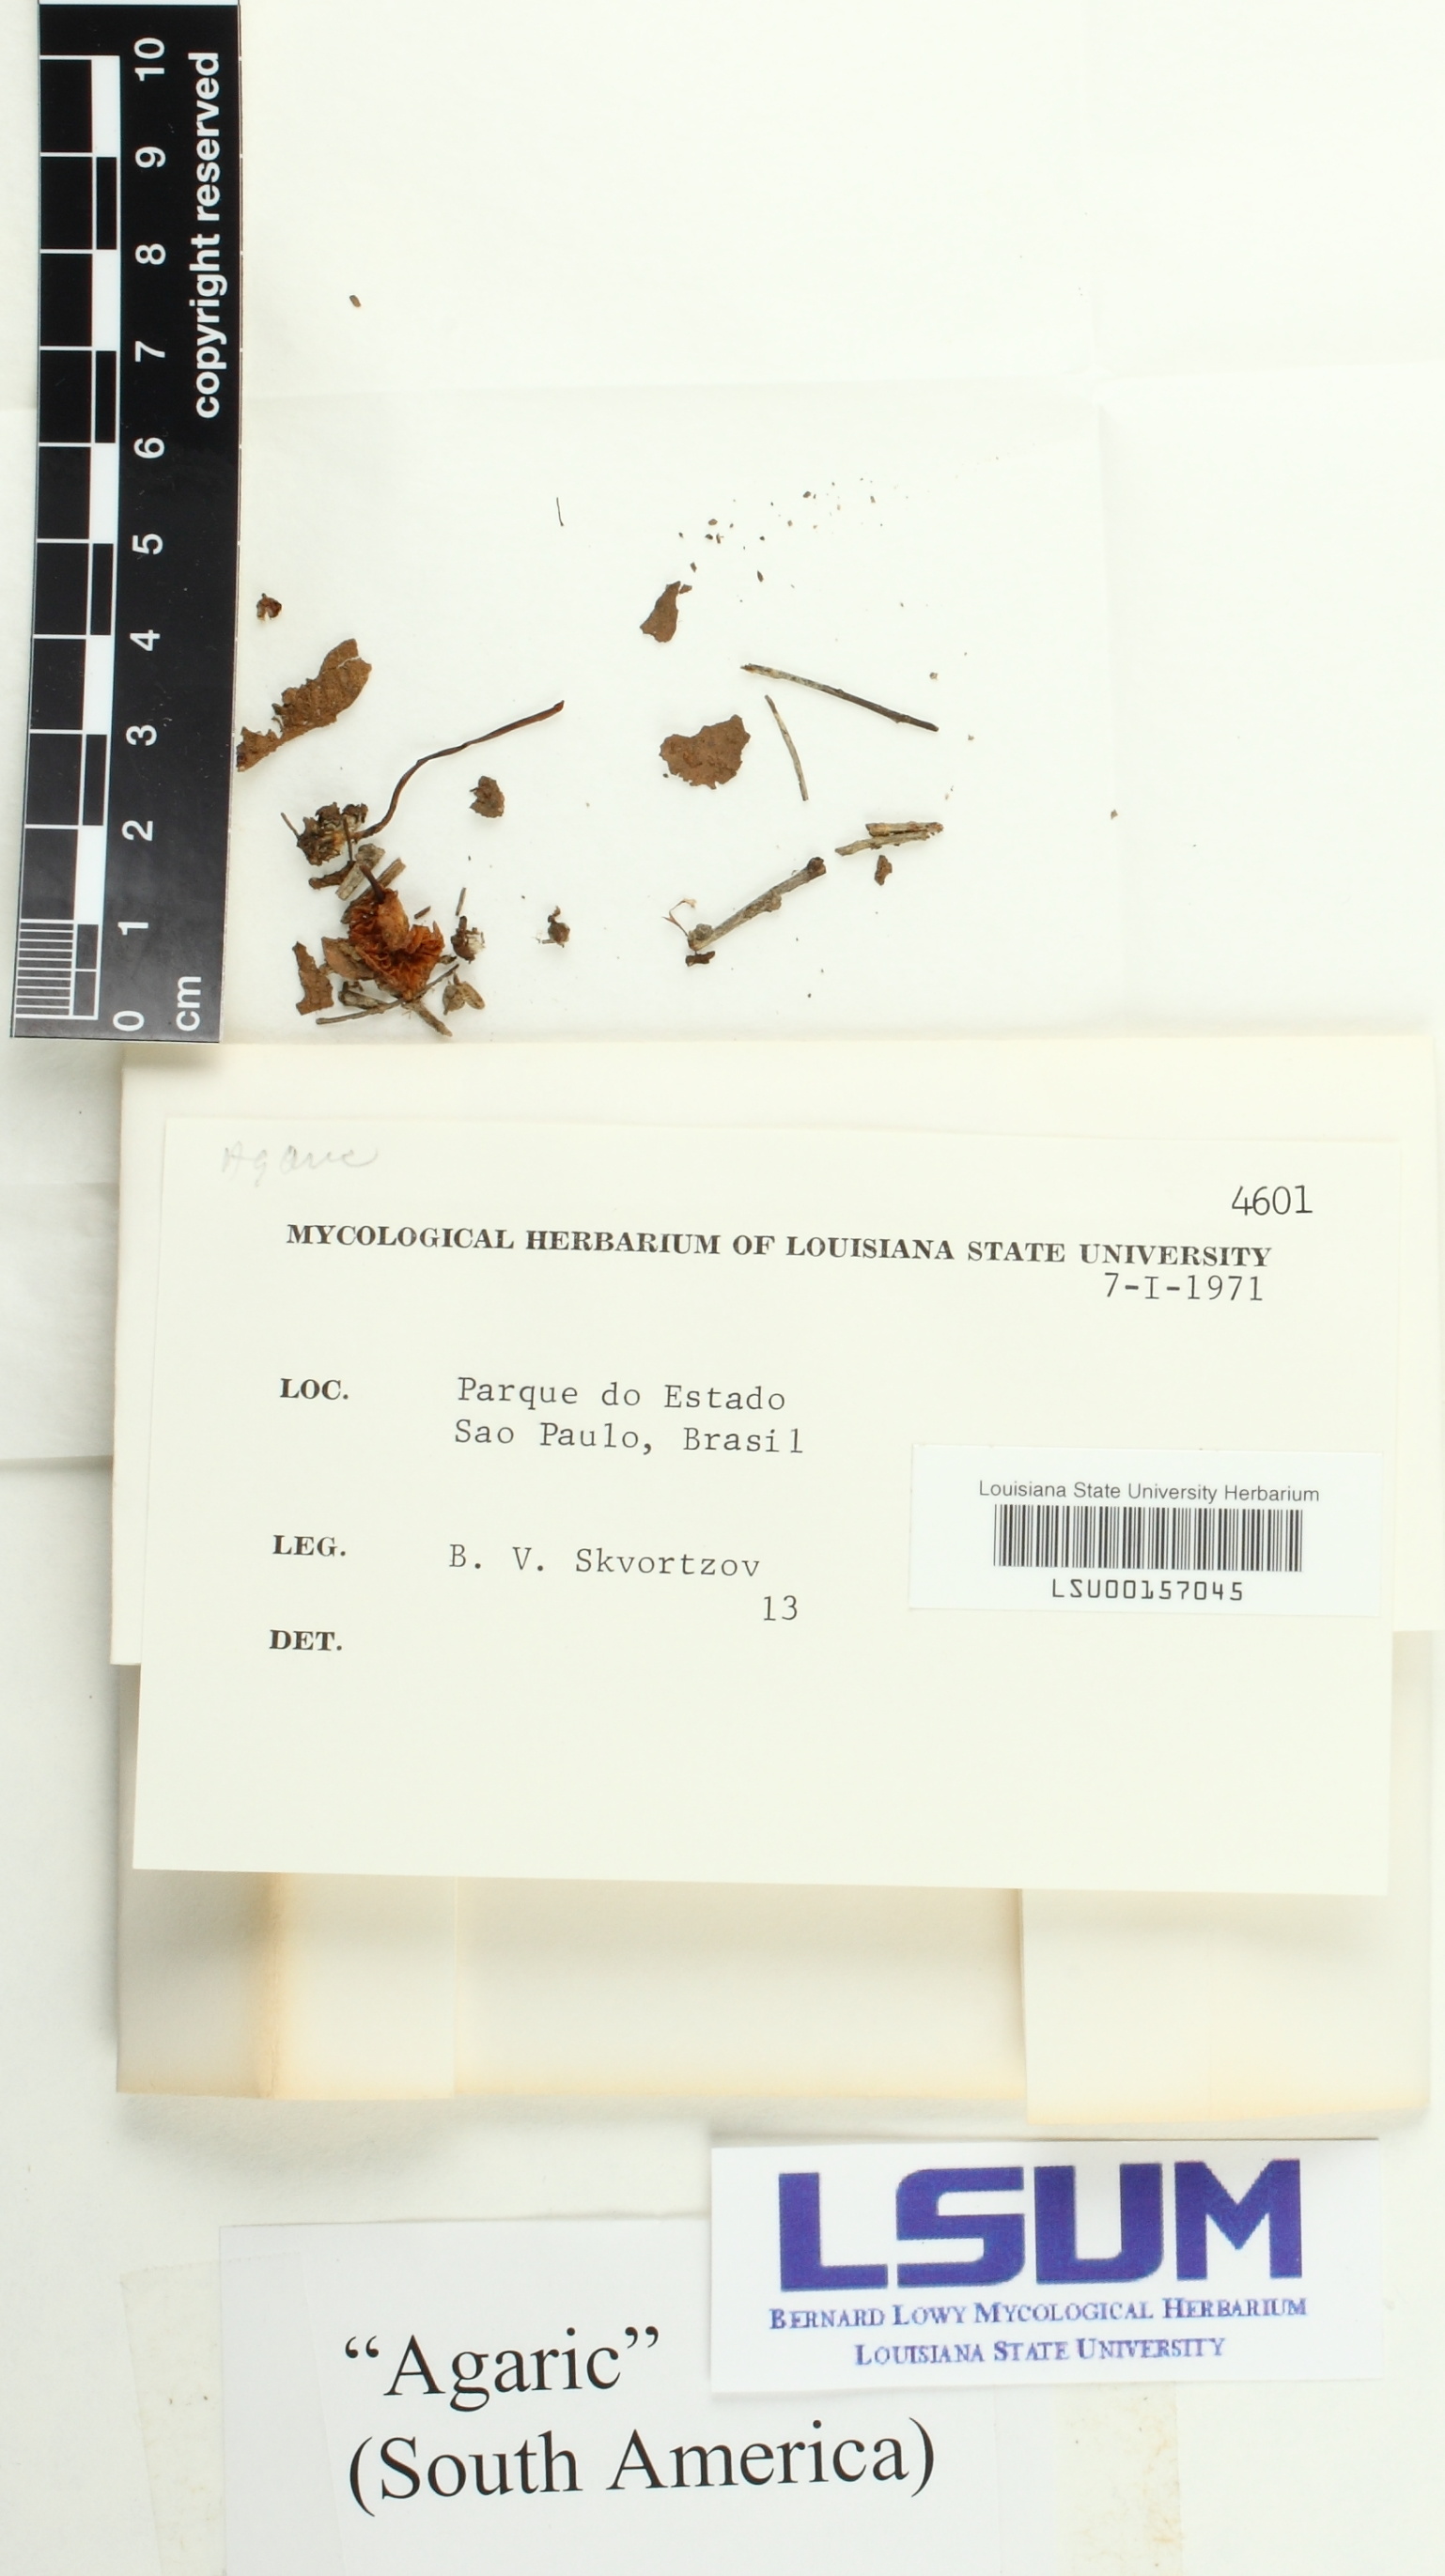 10
9
8
7
6
5
4
3
2
1
0
cm
copyright reserved
Agaric
4601
MYCOLOGICAL HERBARIUM OF LOUISIANA STATE UNIVERSITY
7-I-1971
LOC. Parque do Estado
Sao Paulo, Brasil
Louisiana State University Herbarium
LSU00157045
LEG. B. V. Skvortzov
13
DET.
LSUM
BERNARD LOWY MYCOLOGICAL HERBARIUM
LOUISIANA STATE UNIVERSITY
“Agaric”
(South America)